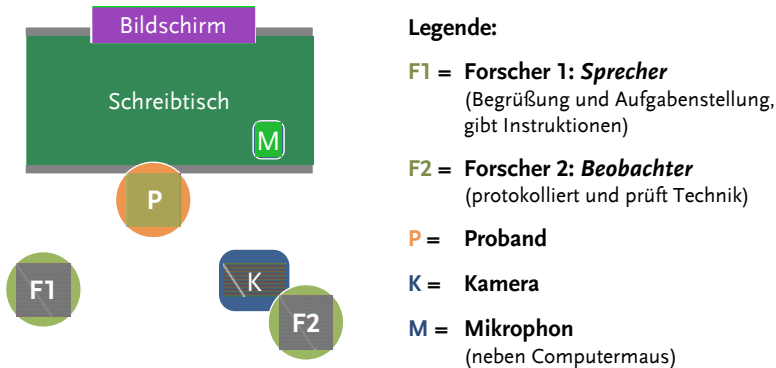 Bildschirm
Schreibtisch
M
P
F1
K
F2
Legende:
F1 = Forscher 1: Sprecher
(Begrüßung und Aufgabenstellung,
gibt Instruktionen)
F2 = Forscher 2: Beobachter
(protokolliert und prüft Technik)
P = Proband
K = Kamera
M = Mikrophon
(neben Computermaus)